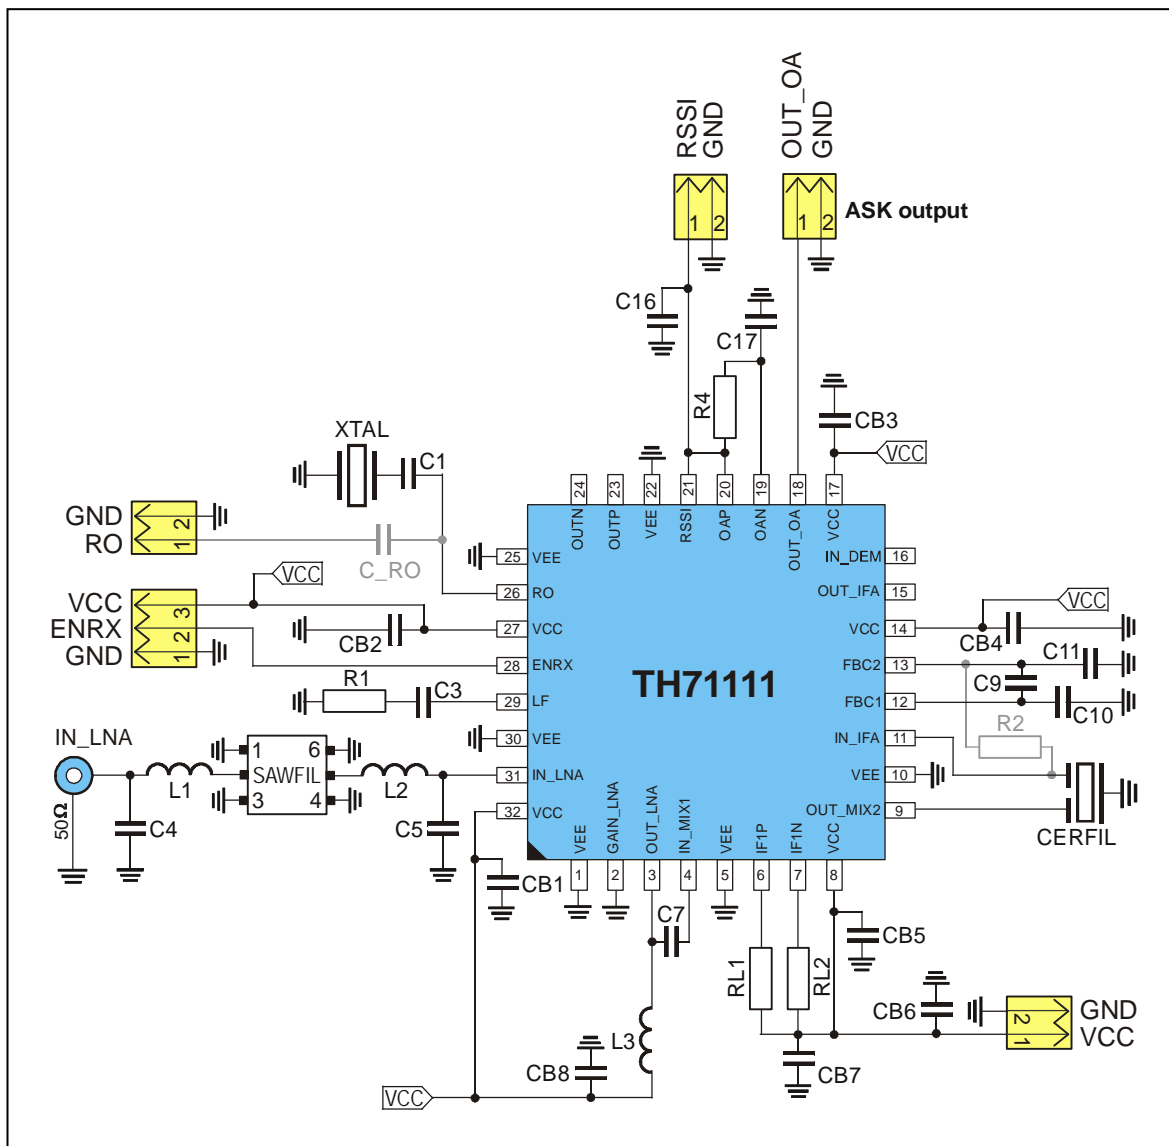 RSSI
GND
OUT_OA
GND
1
2
1
2
ASK output
C16
C17
R4
CB3
VCC
XTAL
C1
GND
RO
2
1
C_RO
VCC
VCC
ENRX
GND
3
2
1
CB2
R1
C3
IN_LNA
50Ω
C4
L1
1
6
SAWFIL
3
4
L2
C5
24
23
22
21
20
19
18
17
OUTN
OUTP
VEE
RSSI
OAP
OAN
OUT_OA
VCC
25
VEE
26
RO
27
VCC
28
ENRX
29
LF
30
VEE
31
IN_LNA
32
VCC
TH71111
IN_DEM
16
OUT_IFA
15
VCC
14
FBC2
13
FBC1
12
IN_IFA
11
VEE
10
OUT_MIX2
9
VEE
GAIN_LNA
OUT_LNA
IN_MIX1
VEE
IF1P
IF1N
VCC
1
2
3
4
5
6
7
8
VCC
CB4
C11
C9
C10
R2
CERFIL
CB1
C7
CB5
RL1
RL2
CB6
2
1
GND
VCC
L3
CB8
CB7
VCC